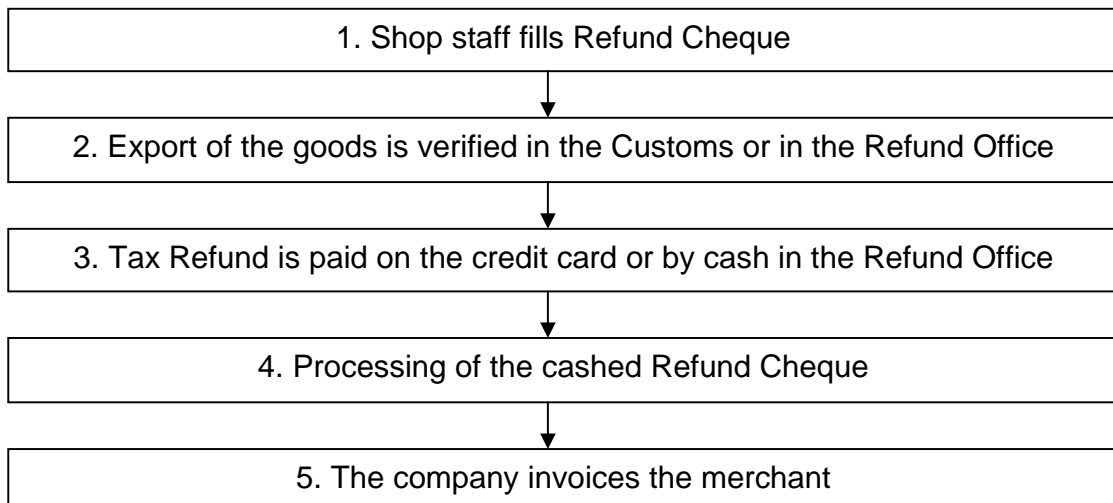 1. Shop staff fills Refund Cheque
2. Export of the goods is verified in the Customs or in the Refund Office
3. Tax Refund is paid on the credit card or by cash in the Refund Office
4. Processing of the cashed Refund Cheque
5. The company invoices the merchant